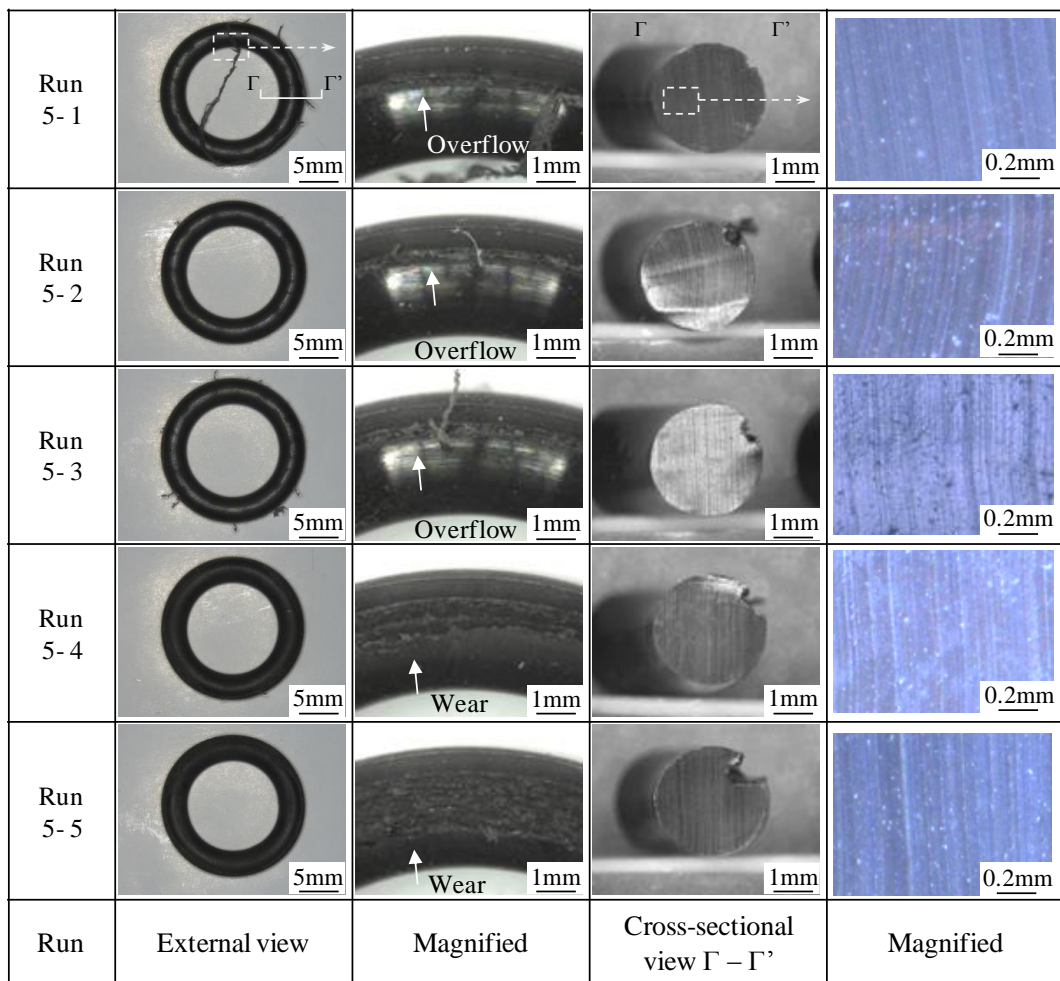 Run
5-1
Γ
Γ’
5mm
Overflow
1mm
Γ
Γ’
1mm
0.2mm
Run
5-2
5mm
Overflow
1mm
1mm
0.2mm
Run
5-3
5mm
Overflow
1mm
1mm
0.2mm
Run
5-4
5mm
Wear
1mm
1mm
0.2mm
Run
5-5
5mm
Wear
1mm
1mm
0.2mm
Run
External view
Magnified
Cross-sectional
view Γ – Γ’
Magnified